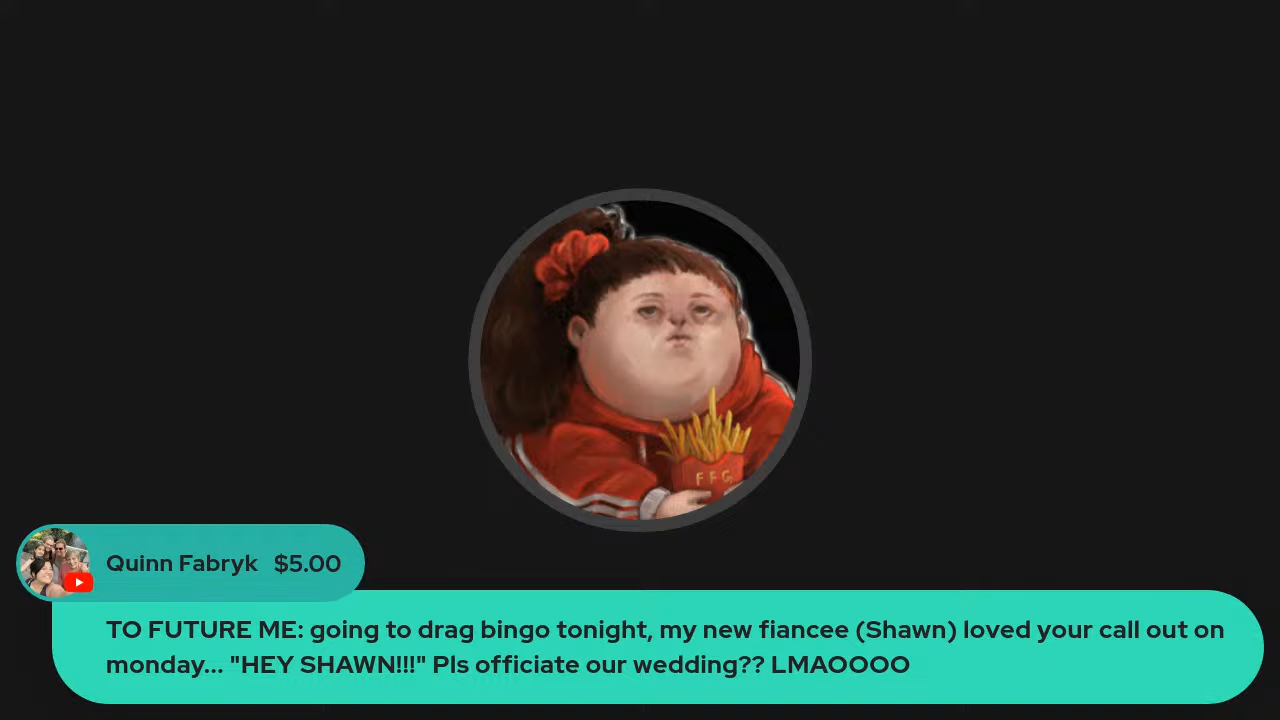 FFG
Quinn Fabryk $5.00
TO FUTURE ME: going to drag bingo tonight, my new fiancee (Shawn) loved your call out on
monday... "HEY SHAWN!!!" Pls officiate our wedding?? LMAOOOO